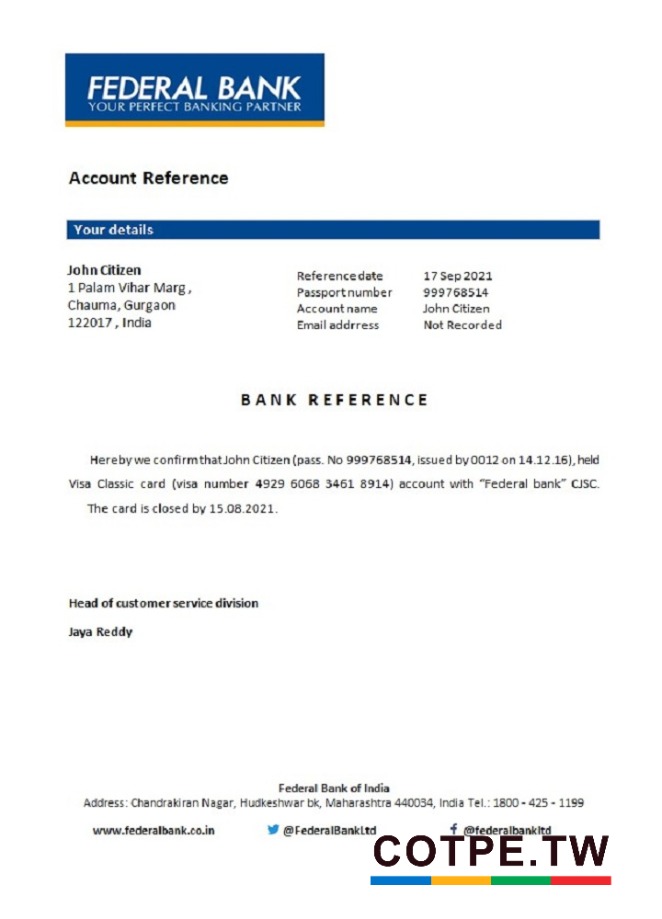 FEDERAL BANK
YOUR PERFECT BANKING PARTNER
Account Reference
Your details
John Citizen
1 Palam Vihar Marg ,
Chauma, Gurgaon
122017 , India
Reference date 17 Sep 2021
Passport number 999768514
Account name John Citizen
Email addrress Not Recorded
BANK REFERENCE
Hereby we confirm that John Citizen (pass. No 999768514, issued by 0012 on 14.12.16), held
Visa Classic card (visa number 4929 6068 3461 8914) account with “Federal bank” CJSC.
The card is closed by 15.08.2021.
Head of customer service division
Jaya Reddy
Federal Bank of India
Address: Chandrakiran Nagar, Hudkeshwar bk, Maharashtra 440034, India Tel.: 1800 - 425 - 1199
www.federalbank.co.in @FederalBankLtd @federalbankltd
COTPE.TW